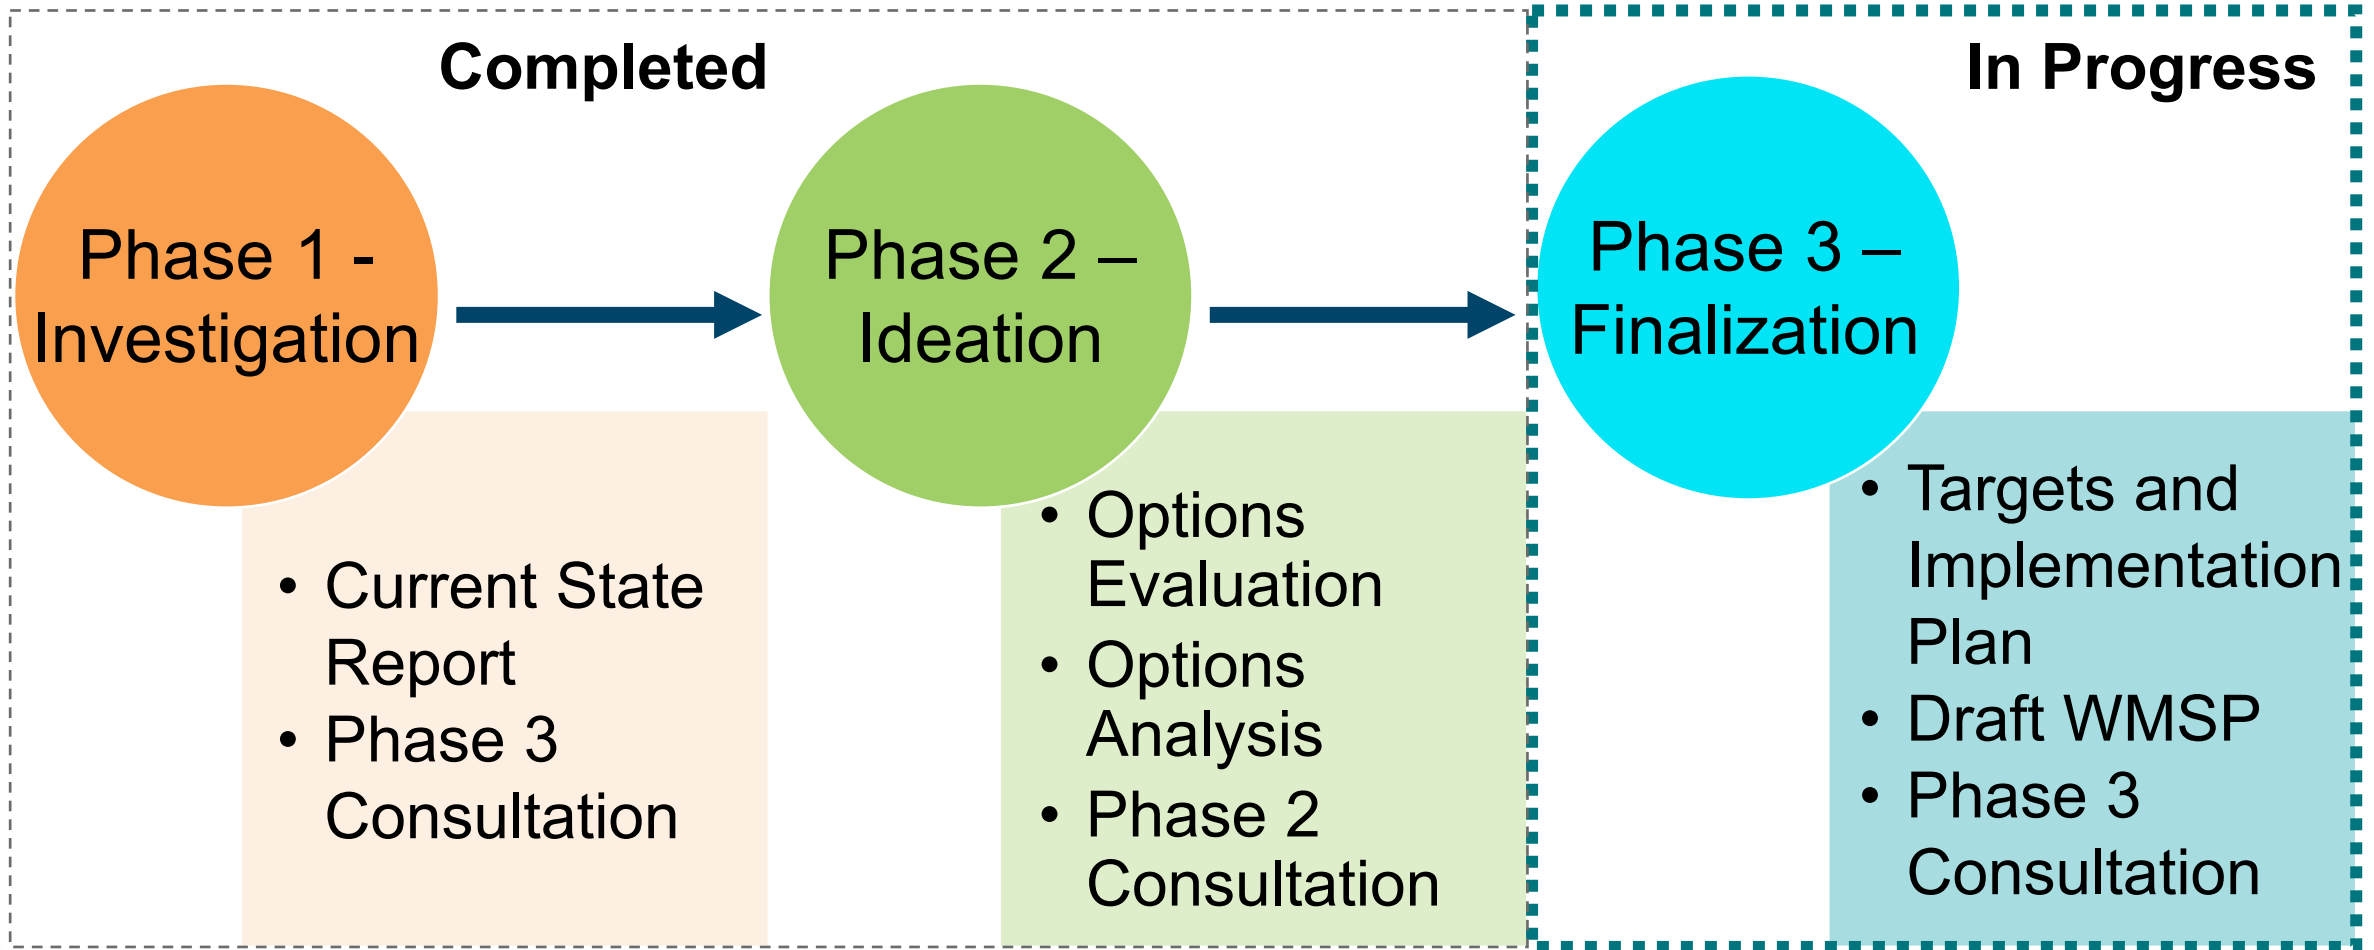 Completed
In Progress
Phase 1 -
Investigation
Phase 2 –
Ideation
Phase 3 –
Finalization
• Current State
Report
• Phase 3
Consultation
• Options
Evaluation
• Options
Analysis
• Phase 2
Consultation
• Targets and
Implementation
Plan
• Draft WMSP
• Phase 3
Consultation